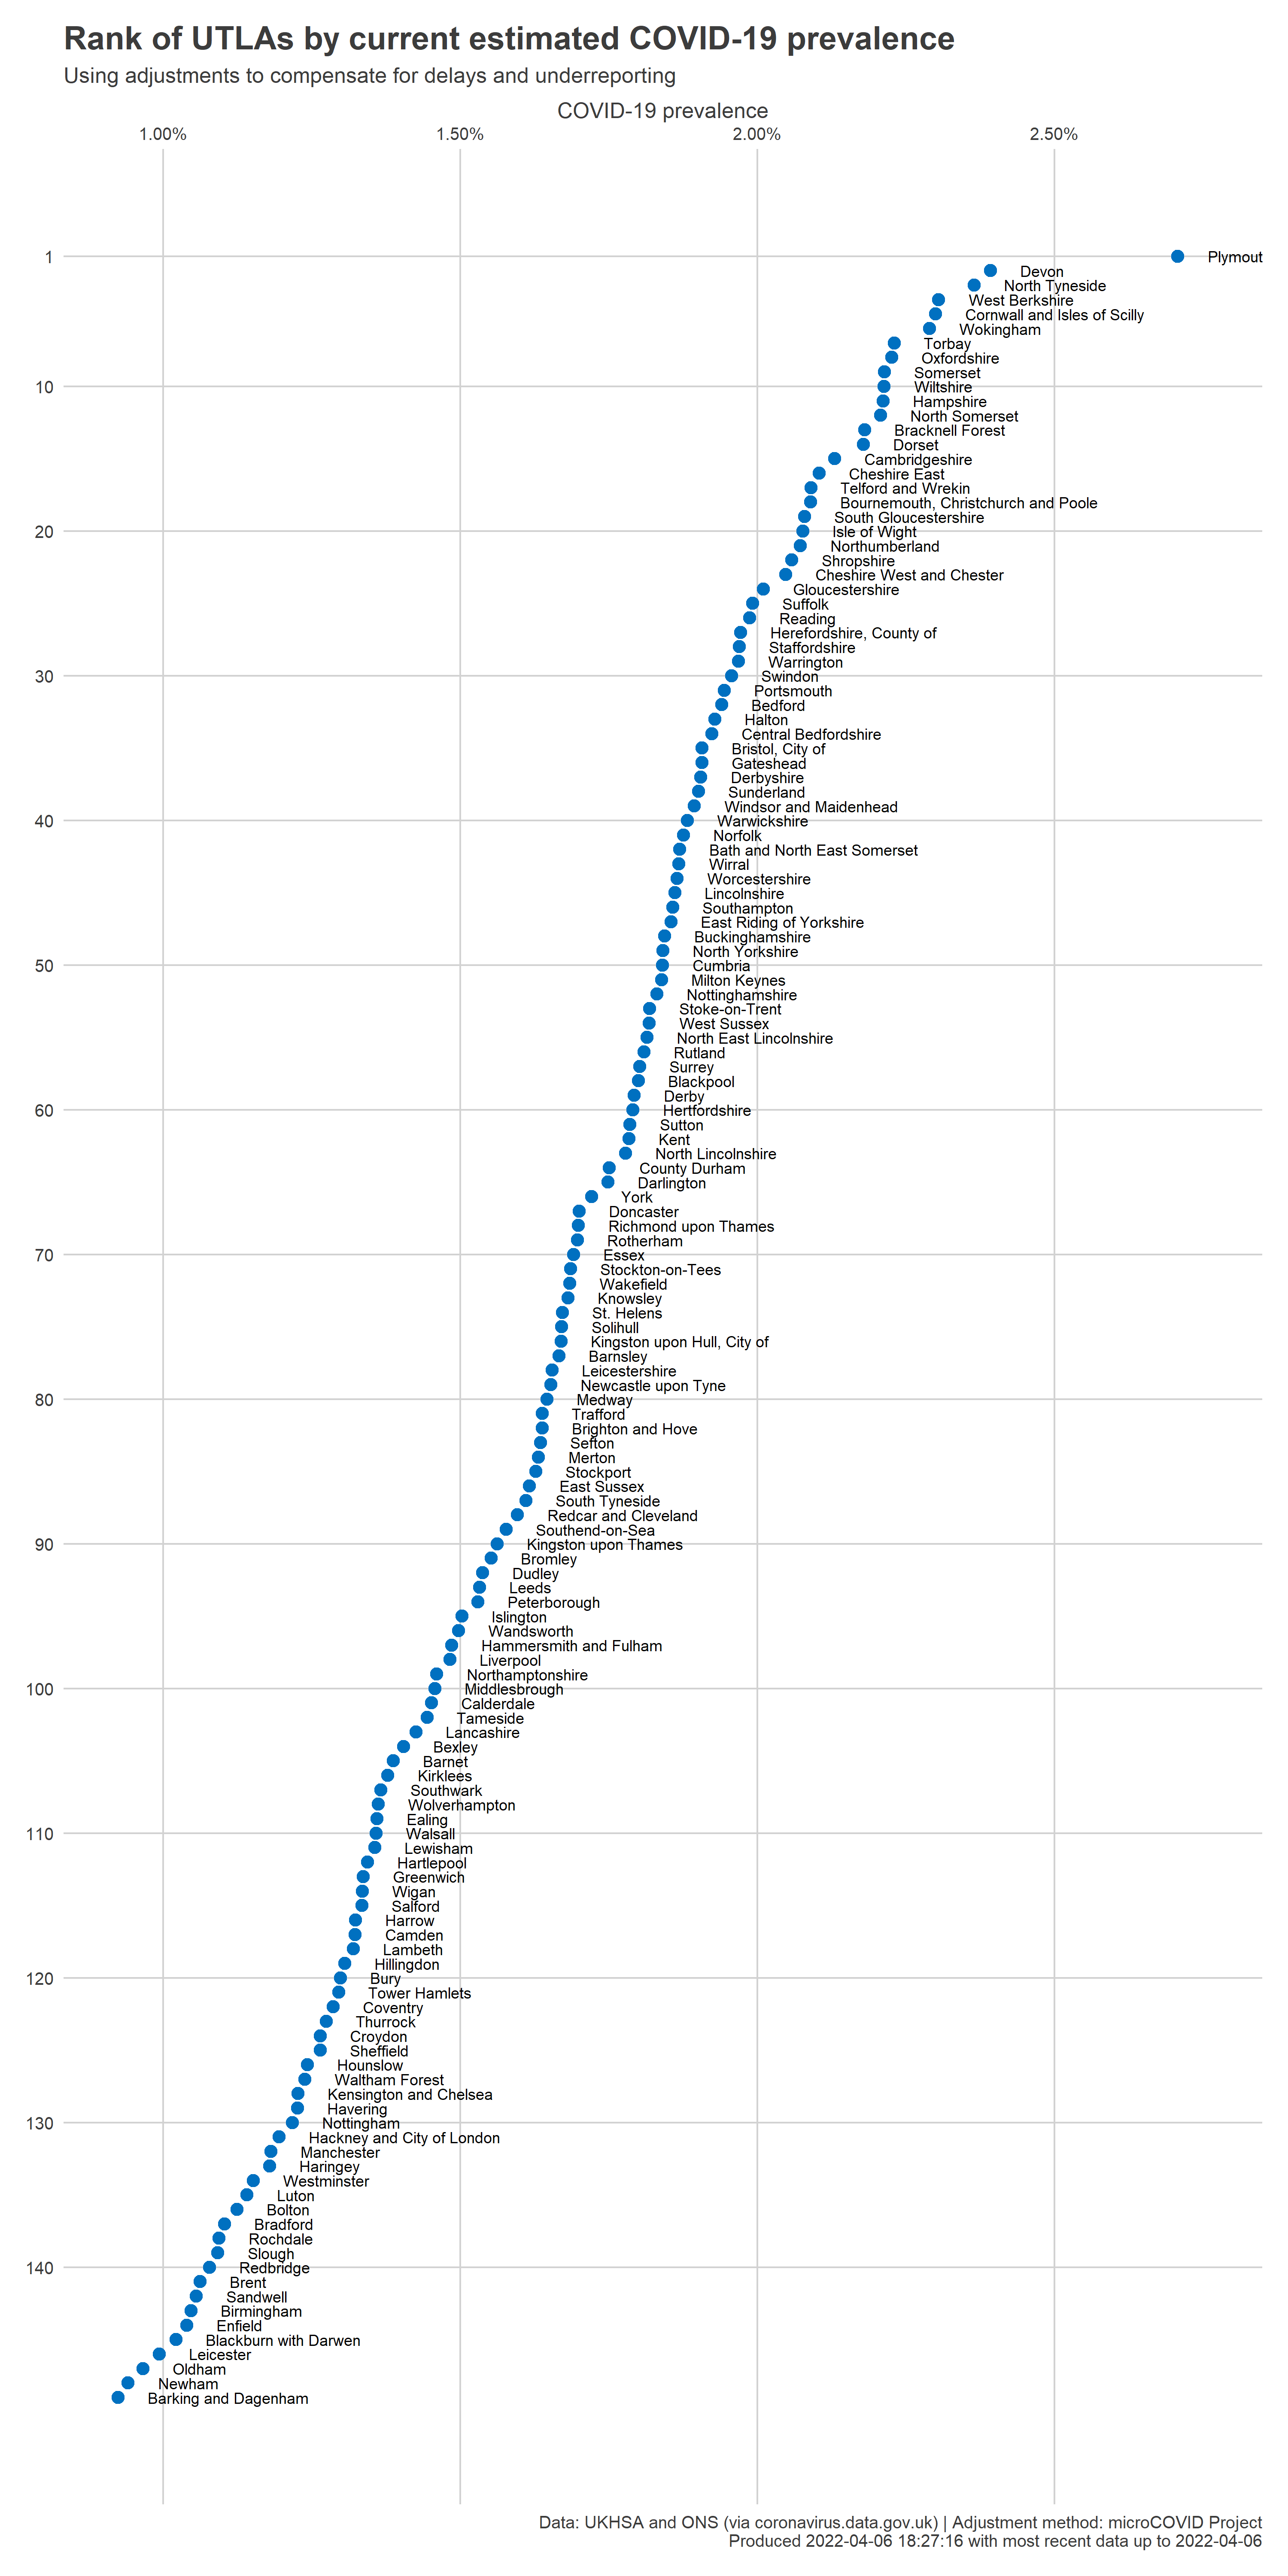 Rank of UTLAs by current estimated COVID-19 prevalence
Using adjustments to compensate for delays and underreporting
COVID-19 prevalence
1.00% 1.50% 2.00% 2.50%
1 Plymout
Devon
North Tyneside
West Berkshire
Cornwall and Isles of Scilly
Wokingham
Torbay
Oxfordshire
Somerset
10 Wiltshire
Hampshire
North Somerset
Bracknell Forest
Dorset
Cambridgeshire
Cheshire East
Telford and Wrekin
Bournemouth, Christchurch and Poole
South Gloucestershire
20 Isle of Wight
Northumberland
Shropshire
Cheshire West and Chester
Gloucestershire
Suffolk
Reading
Herefordshire, County of
Staffordshire
Warrington
30 Swindon
Portsmouth
Bedford
Halton
Central Bedfordshire
Bristol, City of
Gateshead
Derbyshire
Sunderland
Windsor and Maidenhead
40 Warwickshire
Norfolk
Bath and North East Somerset
Wirral
Worcestershire
Lincolnshire
Southampton
East Riding of Yorkshire
Buckinghamshire
North Yorkshire
50 Cumbria
Milton Keynes
Nottinghamshire
Stoke-on-Trent
West Sussex
North East Lincolnshire
Rutland
Surrey
Blackpool
Derby
60 Hertfordshire
Sutton
Kent
North Lincolnshire
County Durham
Darlington
York
Doncaster
Richmond upon Thames
Rotherham
70 Essex
Stockton-on-Tees
Wakefield
Knowsley
St. Helens
Solihull
Kingston upon Hull, City of
Barnsley
Leicestershire
Newcastle upon Tyne
80 Medway
Trafford
Brighton and Hove
Sefton
Merton
Stockport
East Sussex
South Tyneside
Redcar and Cleveland
Southend-on-Sea
90 Kingston upon Thames
Bromley
Dudley
Leeds
Peterborough
Islington
Wandsworth
Hammersmith and Fulham
Liverpool
Northamptonshire
100 Middlesbrough
Calderdale
Tameside
Lancashire
Bexley
Barnet
Kirklees
Southwark
Wolverhampton
Ealing
110 Walsall
Lewisham
Hartlepool
Greenwich
Wigan
Salford
Harrow
Camden
Lambeth
Hillingdon
120 Bury
Tower Hamlets
Coventry
Thurrock
Croydon
Sheffield
Hounslow
Waltham Forest
Kensington and Chelsea
Havering
130 Nottingham
Hackney and City of London
Manchester
Haringey
Westminster
Luton
Bolton
Bradford
Rochdale
Slough
140 Redbridge
Brent
Sandwell
Birmingham
Enfield
Blackburn with Darwen
Leicester
Oldham
Newham
Barking and Dagenham
Data: UKHSA and ONS (via coronavirus.data.gov.uk) | Adjustment method: microCOVID Project
Produced 2022-04-06 18:27:16 with most recent data up to 2022-04-06